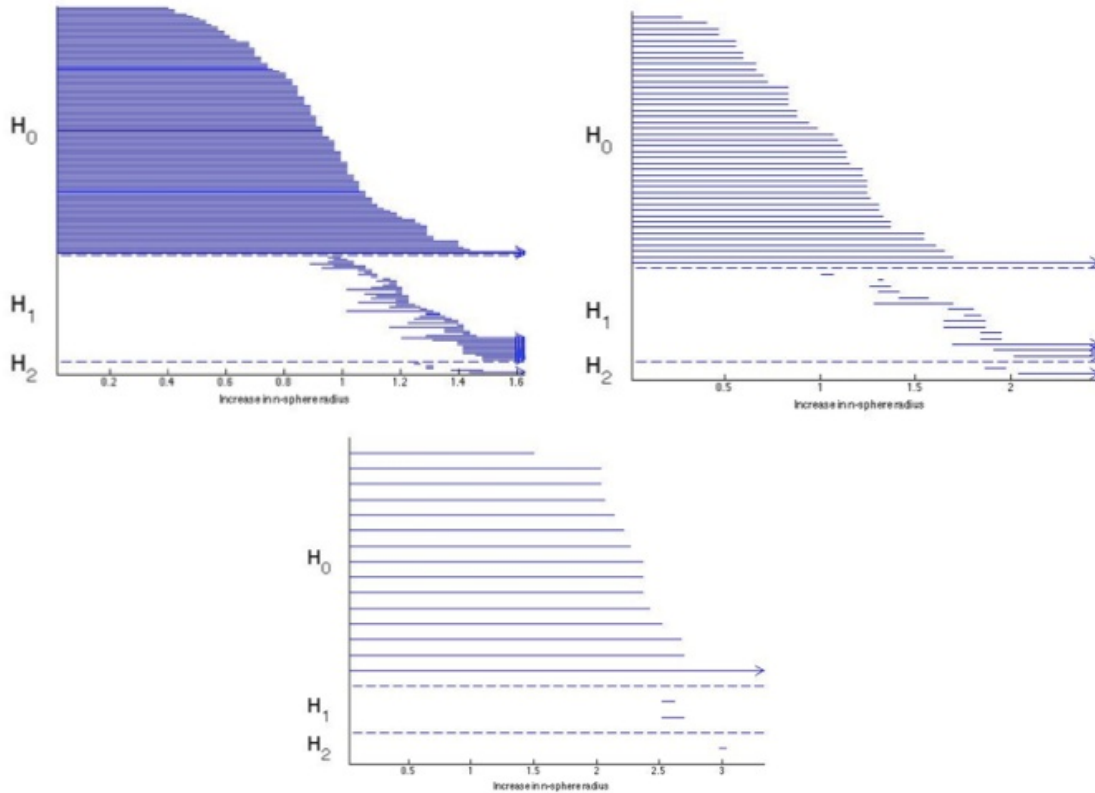 H0
H1
H2
0.2 0.4 0.6 0.8 1 1.2 1.4 1.6
Increase in n-sphere radius
H0
H1
H2
0.5 1 1.5 2
Increase in n-sphere radius
H0
H1
H2
0.5 1 1.5 2 2.5 3
Increase in n-sphere radius